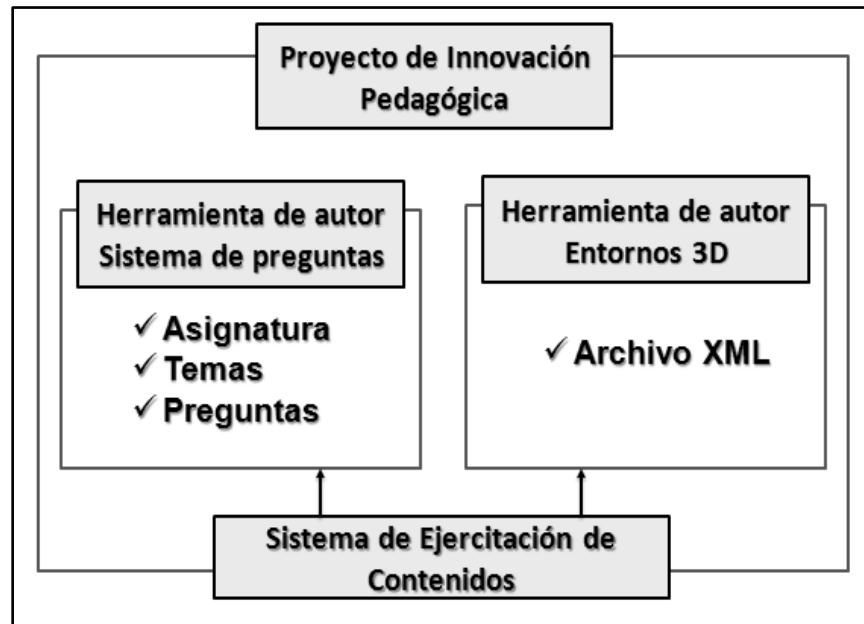 Proyecto de Innovación
Pedagógica
Herramienta de autor
Sistema de preguntas
✓ Asignatura
✓ Temas
✓ Preguntas
Herramienta de autor
Entornos 3D
✓ Archivo XML
Sistema de Ejercitación de
Contenidos